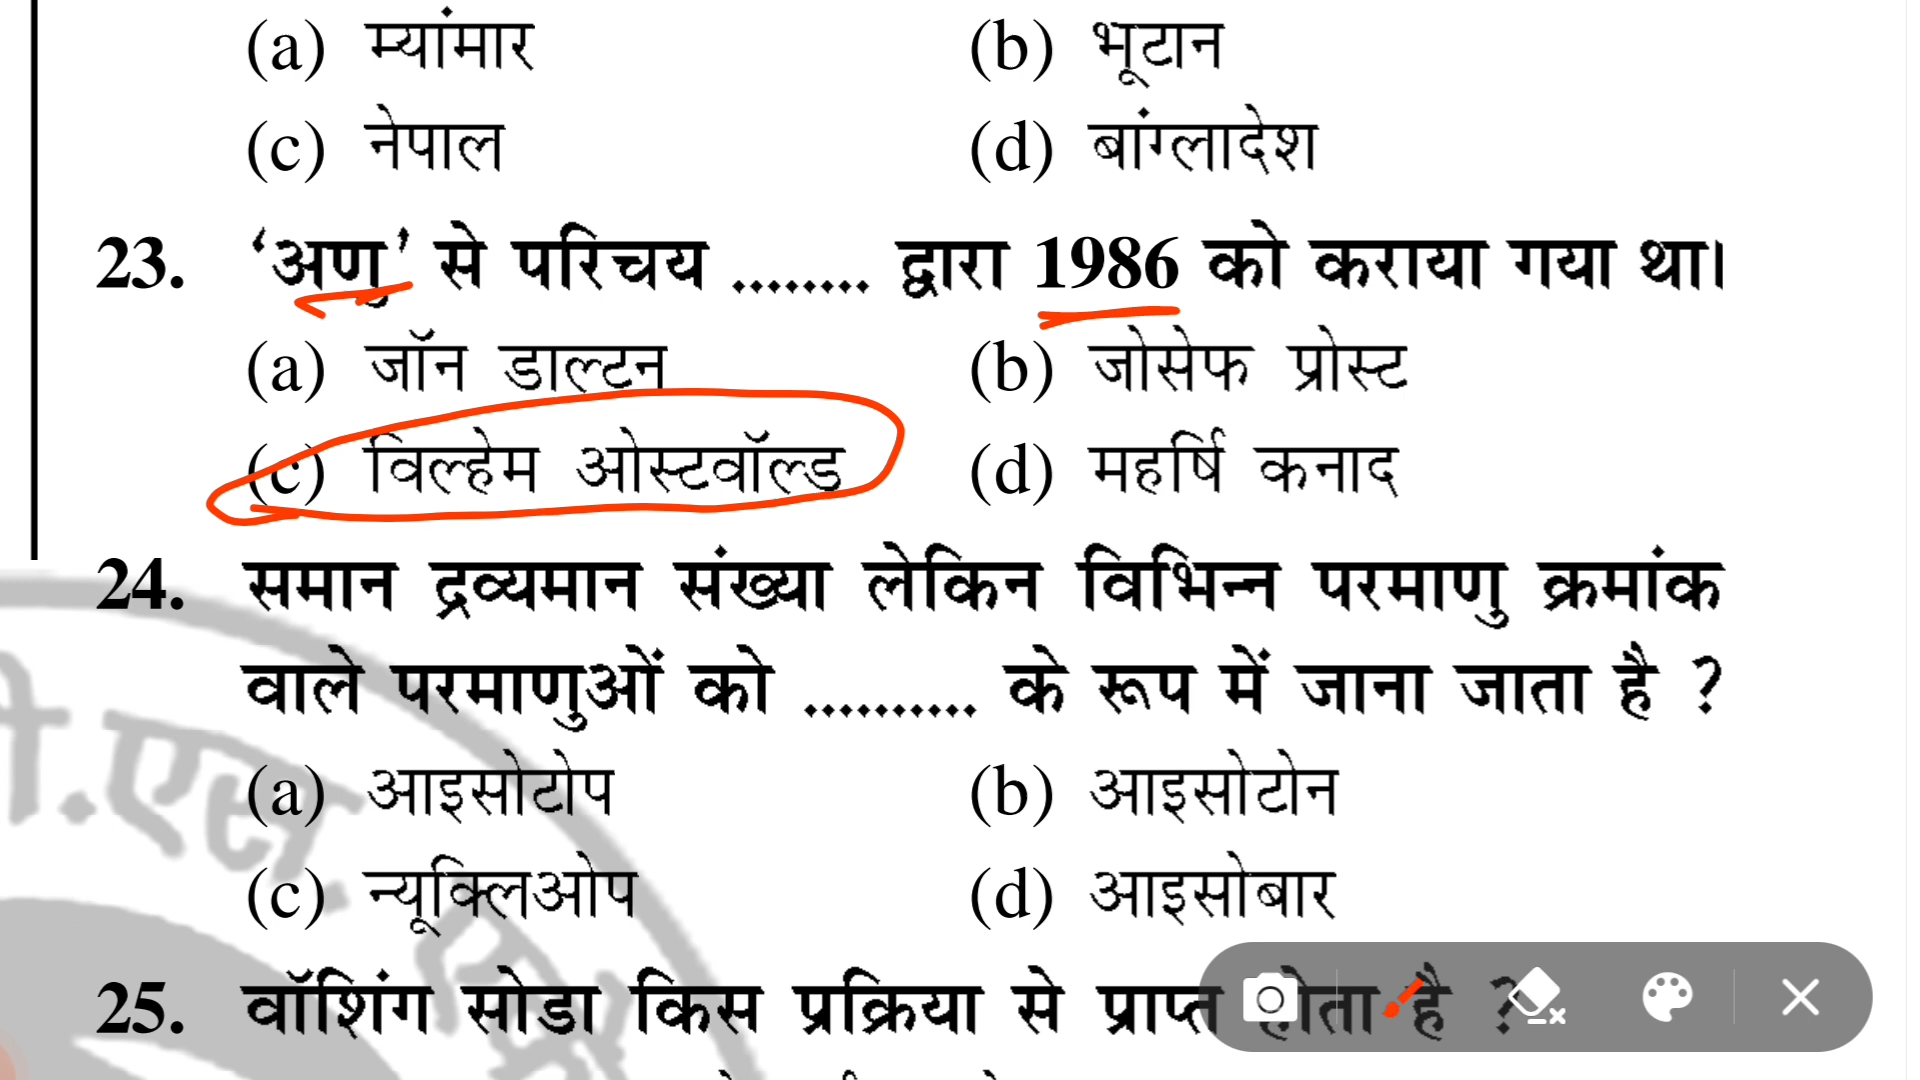 (a) म्यांमार (b) भूटान
(c) नेपाल (d) बांग्लादेश
23. ‘अणु’ से परिचय ........ द्वारा 1986 को कराया गया था।
(a) जॉन डाल्टन (b) जोसेफ प्रोस्ट
(c) विल्हेम ओस्टवॉल्ड (d) महर्षि कनाद
24. समान द्रव्यमान संख्या लेकिन विभिन्न परमाणु क्रमांक
वाले परमाणुओं को .......... के रूप में जाना जाता है ?
(a) आइसोटोप (b) आइसोटोन
(c) न्यूक्लिओप (d) आइसोबार
25. वॉशिंग सोडा किस प्रक्रिया से प्राप्त होता है ?